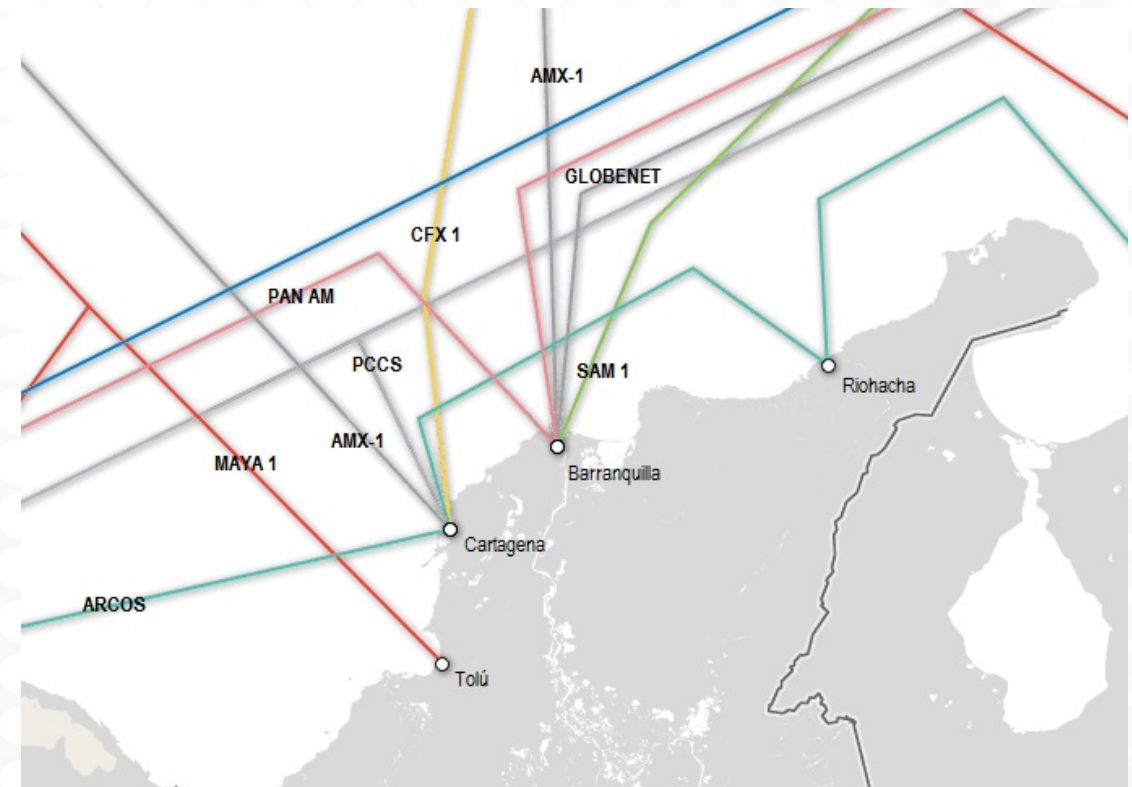 AMX-1
GLOBENET
CFX 1
PAN AM
PCCS
SAM 1
Riohacha
AMX-1
MAYA 1
Barranquilla
Cartagena
ARCOS
Tolú